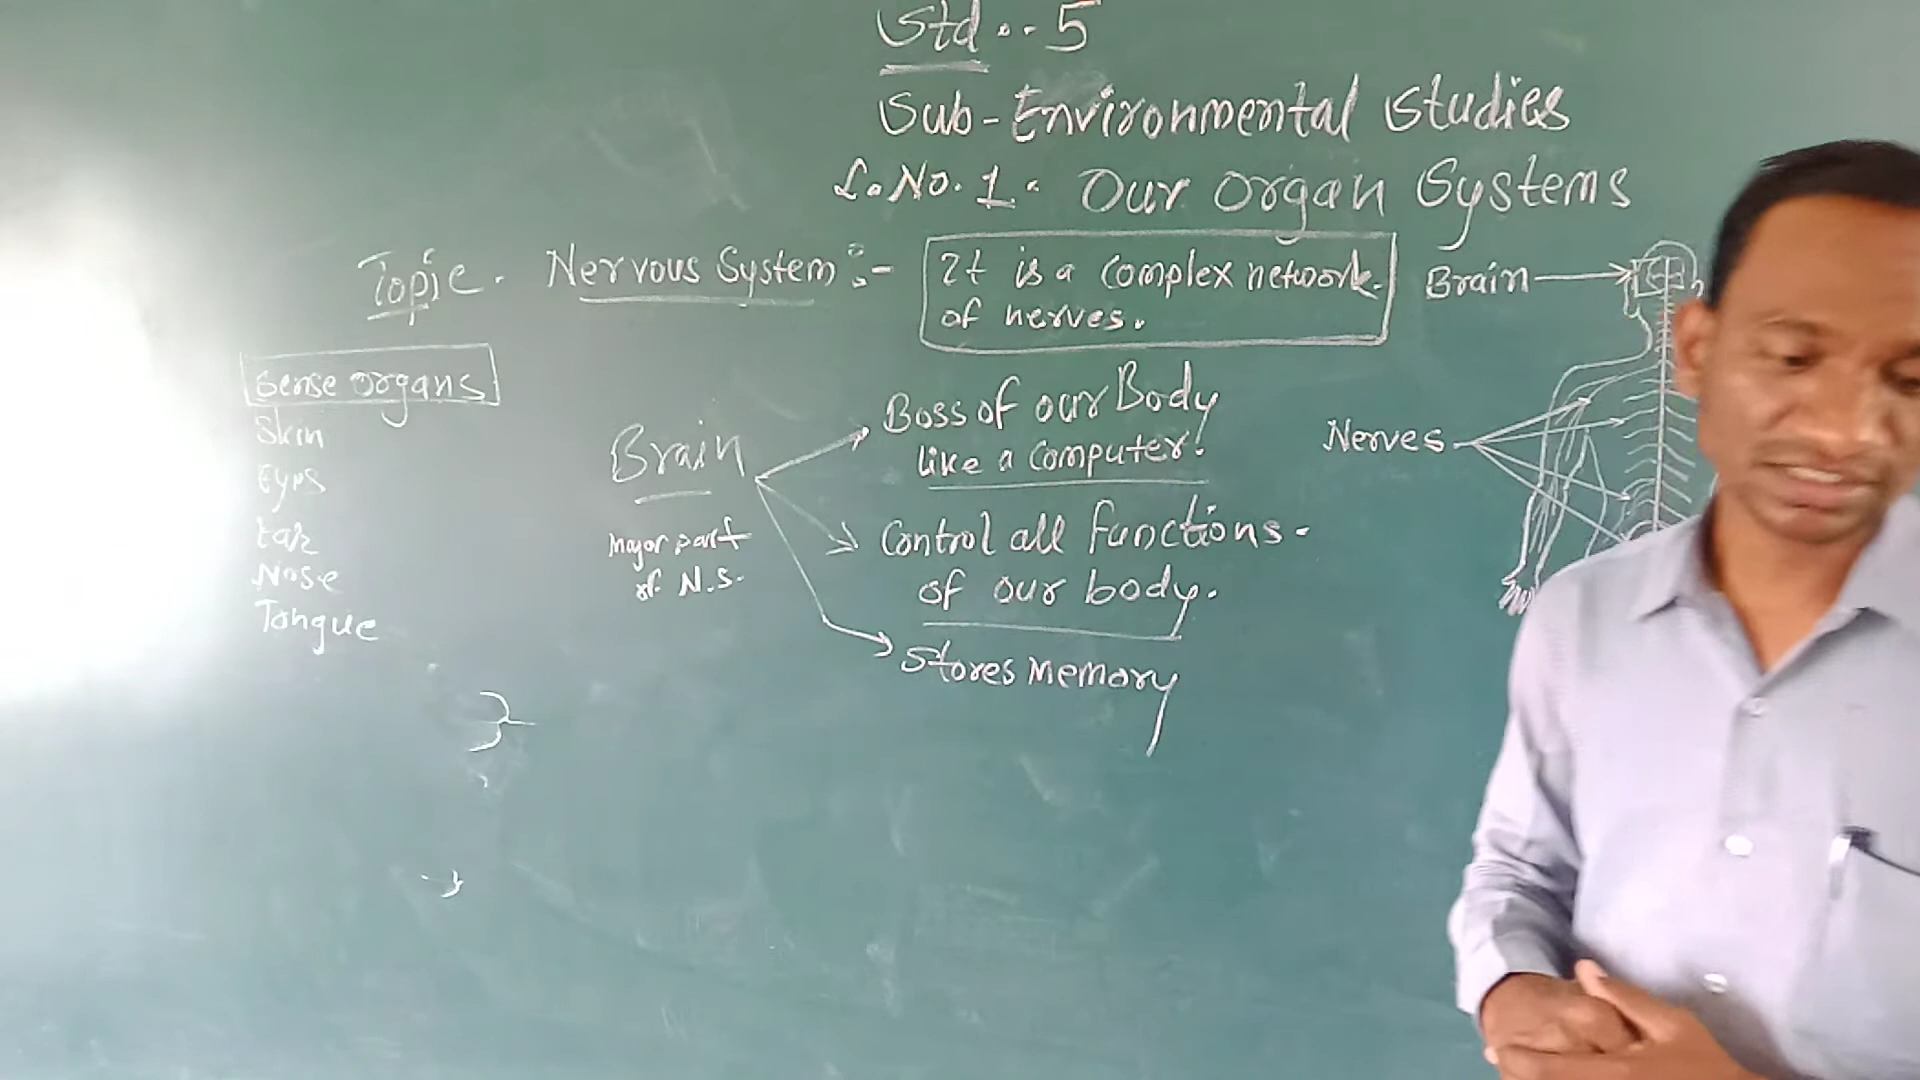 Std.. 5
Sub-Environmental Studies
L.No.1. Our Organ Systems
Topic. Nervous System :-
It is a complex network.
of nerves.
Brain
Sense organs
Skin
Eyes
Ear
Nose
Tongue
Brain
Major part
of N.S.
Boss of our Body
like a computer.
Control all functions.
of our body.
Stores Memory
Nerves